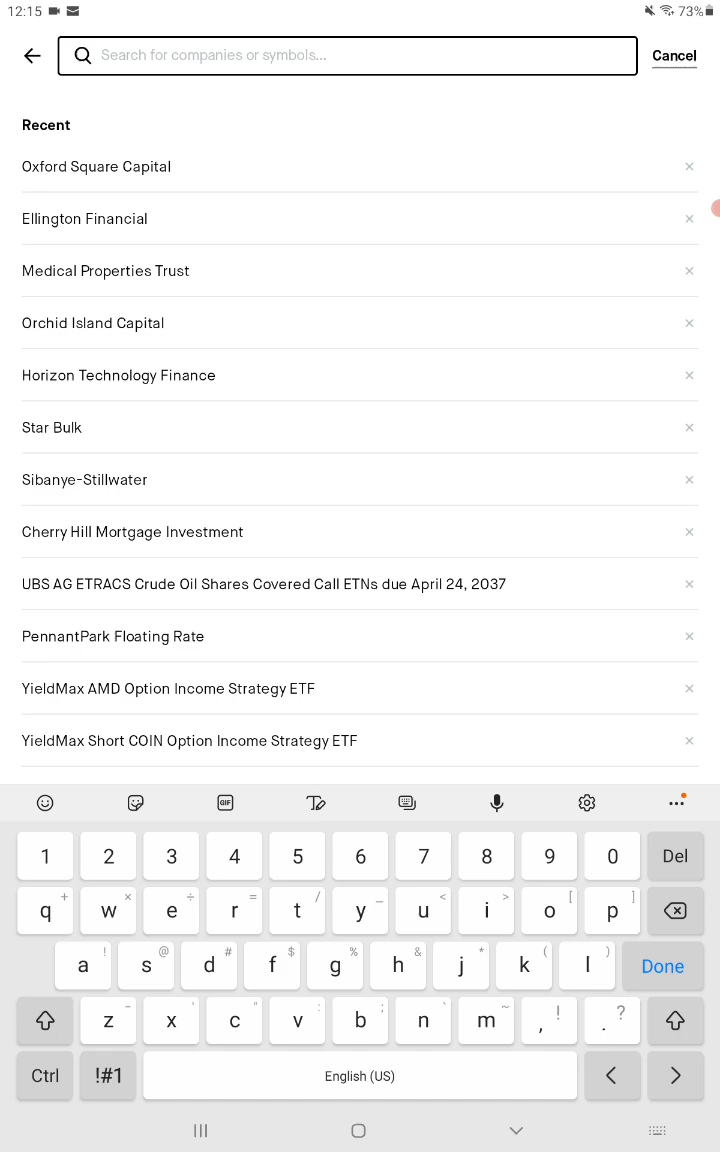 12:15 73%
Search for companies or symbols... Cancel
Recent
Oxford Square Capital ×
Ellington Financial ×
Medical Properties Trust ×
Orchid Island Capital ×
Horizon Technology Finance ×
Star Bulk ×
Sibanye-Stillwater ×
Cherry Hill Mortgage Investment ×
UBS AG ETRACS Crude Oil Shares Covered Call ETNs due April 24, 2037 ×
PennantPark Floating Rate ×
YieldMax AMD Option Income Strategy ETF ×
YieldMax Short COIN Option Income Strategy ETF ×
GIF T
1 2 3 4 5 6 7 8 9 0 Del
q + w × e ÷ r = t / y _ u < i > o [ p ]
a ! s @ d # f $ g % h & j * k ( l ) Done
z - x ' c " v : b ; n ` m ~ , ! . ?
Ctrl !#1 English (US) < >